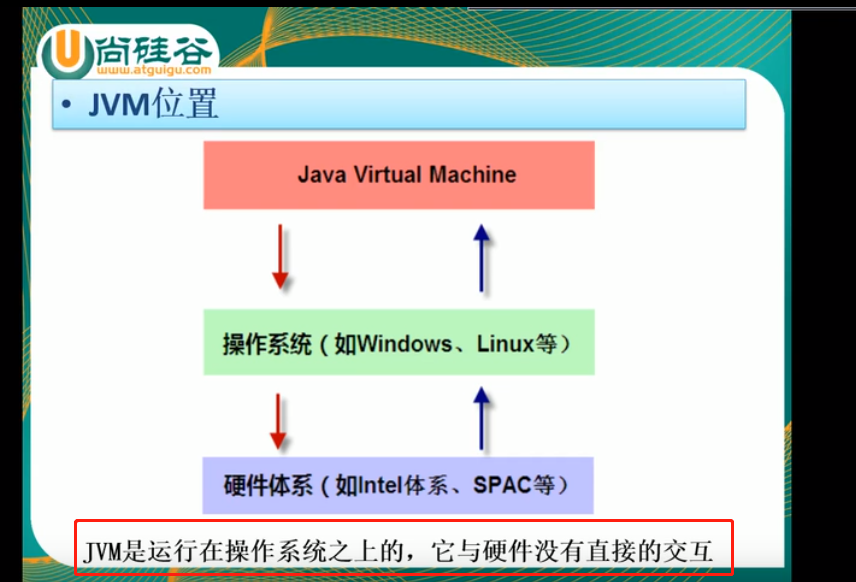 U尚硅谷
www.atguigu.com
• JVM位置
Java Virtual Machine
操作系统（如Windows、Linux等）
硬件体系（如Intel体系、SPAC等）
JVM是运行在操作系统之上的，它与硬件没有直接的交互